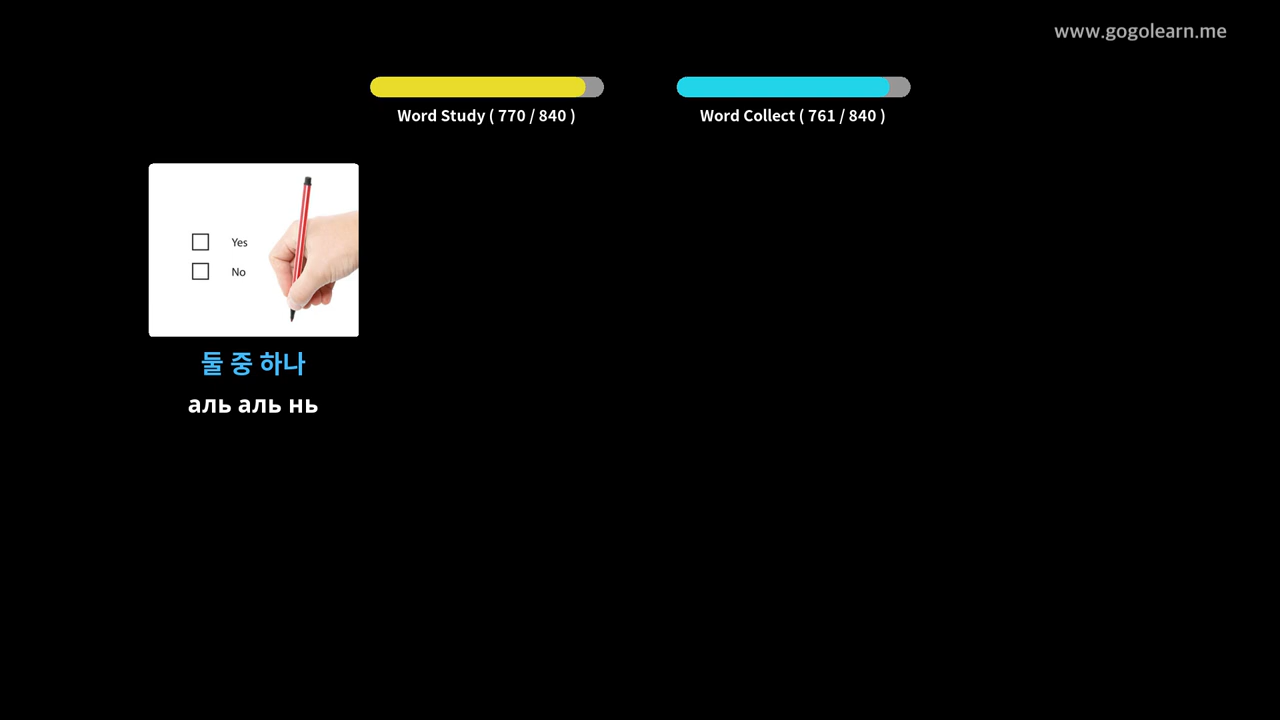 www.gogolearn.me
Word Study ( 770 / 840 )
Word Collect ( 761 / 840 )
Yes
No
둘 중 하나
аль аль нь